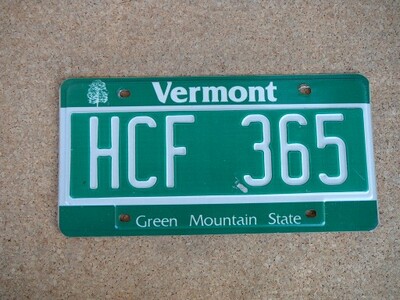 Vermont
HCF 365
Green Mountain State